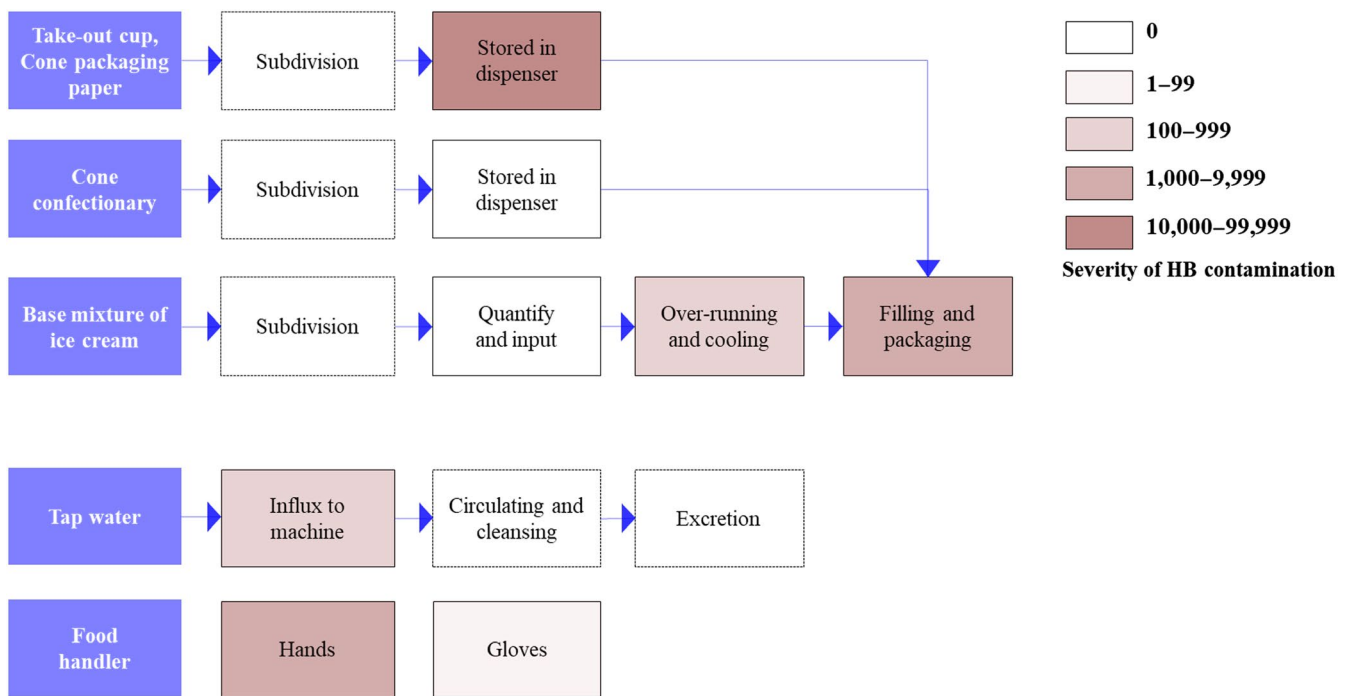 Take-out cup,
Cone packaging
paper
Subdivision
Stored in
dispenser
Cone
confectionary
Subdivision
Stored in
dispenser
Base mixture of
ice cream
Subdivision
Quantify
and input
Over-running
and cooling
Filling and
packaging
Tap water
Influx to
machine
Circulating and
cleansing
Excretion
Food
handler
Hands
Gloves
0
1–99
100–999
1,000–9,999
10,000–99,999
Severity of HB contamination